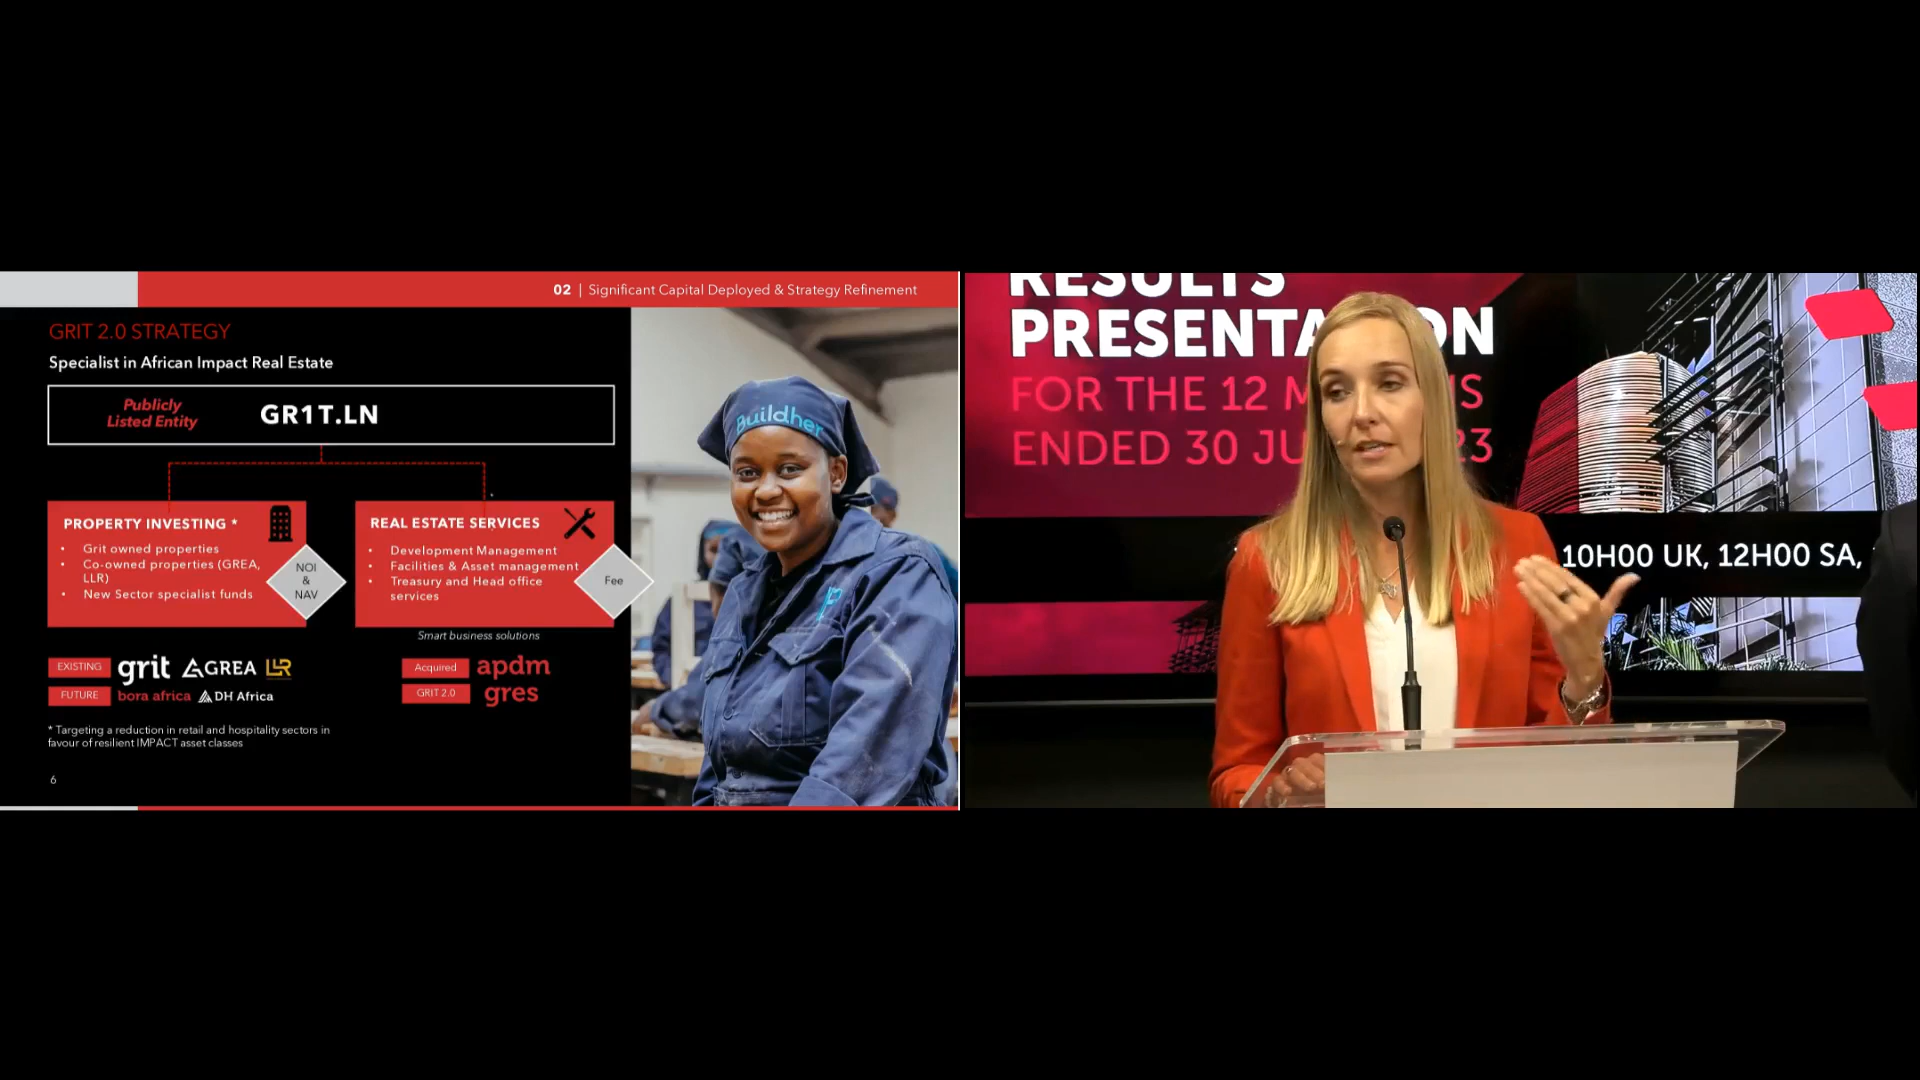 02 | Significant Capital Deployed & Strategy Refinement
GRIT 2.0 STRATEGY
Specialist in African Impact Real Estate
Publicly
Listed Entity
GR1T.LN
PROPERTY INVESTING *
• Grit owned properties
• Co-owned properties (GREA,
LLR)
• New Sector specialist funds
NOI
&
NAV
REAL ESTATE SERVICES
• Development Management
• Facilities & Asset management
• Treasury and Head office
services
Fee
Smart business solutions
EXISTING grit GREA LLR
FUTURE bora africa DH Africa
Acquired apdm
GRIT 2.0 gres
* Targeting a reduction in retail and hospitality sectors in
favour of resilient IMPACT asset classes
6
Buildher
RESULTS
PRESENTA ON
FOR THE 12 M S
ENDED 30 JU 23
10H00 UK, 12H00 SA,